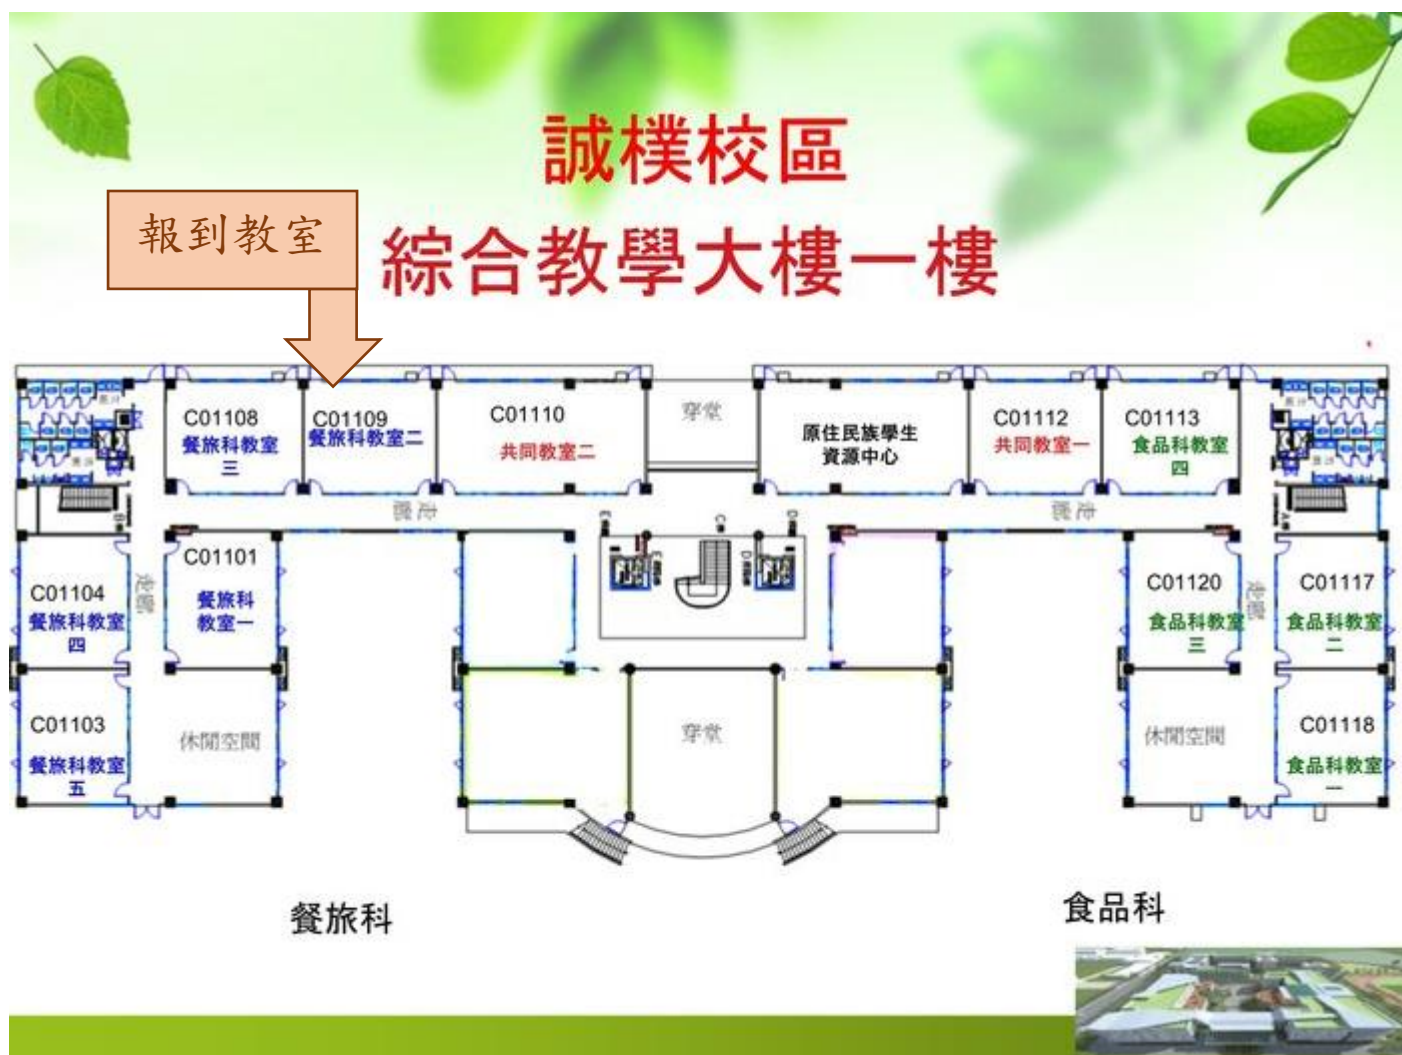 誠樸校區
報到教室
綜合教學大樓一樓
C01108
餐旅科教室
三
C01109
餐旅科教室二
C01110
共同教室二
穿堂
原住民族學生
資源中心
C01112
共同教室一
C01113
食品科教室
四
走廊
走廊
C01104
餐旅科教室
四
走廊
C01101
餐旅科
教室一
C01120
食品科教室
三
走廊
C01117
食品科教室
二
C01103
餐旅科教室
五
休閒空間
穿堂
休閒空間
C01118
食品科教室
一
餐旅科
食品科